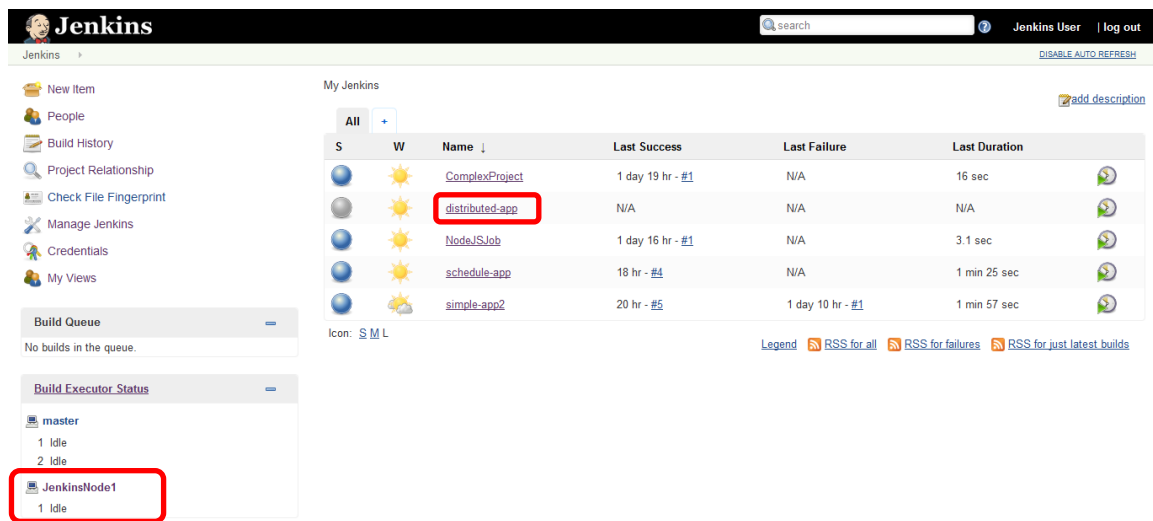 Jenkins
search
Jenkins User | log out
Jenkins
DISABLE AUTO REFRESH
New Item
People
Build History
Project Relationship
Check File Fingerprint
Manage Jenkins
Credentials
My Views
Build Queue
No builds in the queue.
Build Executor Status
master
1 Idle
2 Idle
JenkinsNode1
1 Idle
My Jenkins
add description
All +
S W Name ↓ Last Success Last Failure Last Duration
ComplexProject 1 day 19 hr - #1 N/A 16 sec
distributed-app N/A N/A N/A
NodeJSJob 1 day 16 hr - #1 N/A 3.1 sec
schedule-app 18 hr - #4 N/A 1 min 25 sec
simple-app2 20 hr - #5 1 day 10 hr - #1 1 min 57 sec
Icon: S M L
Legend RSS for all RSS for failures RSS for just latest builds